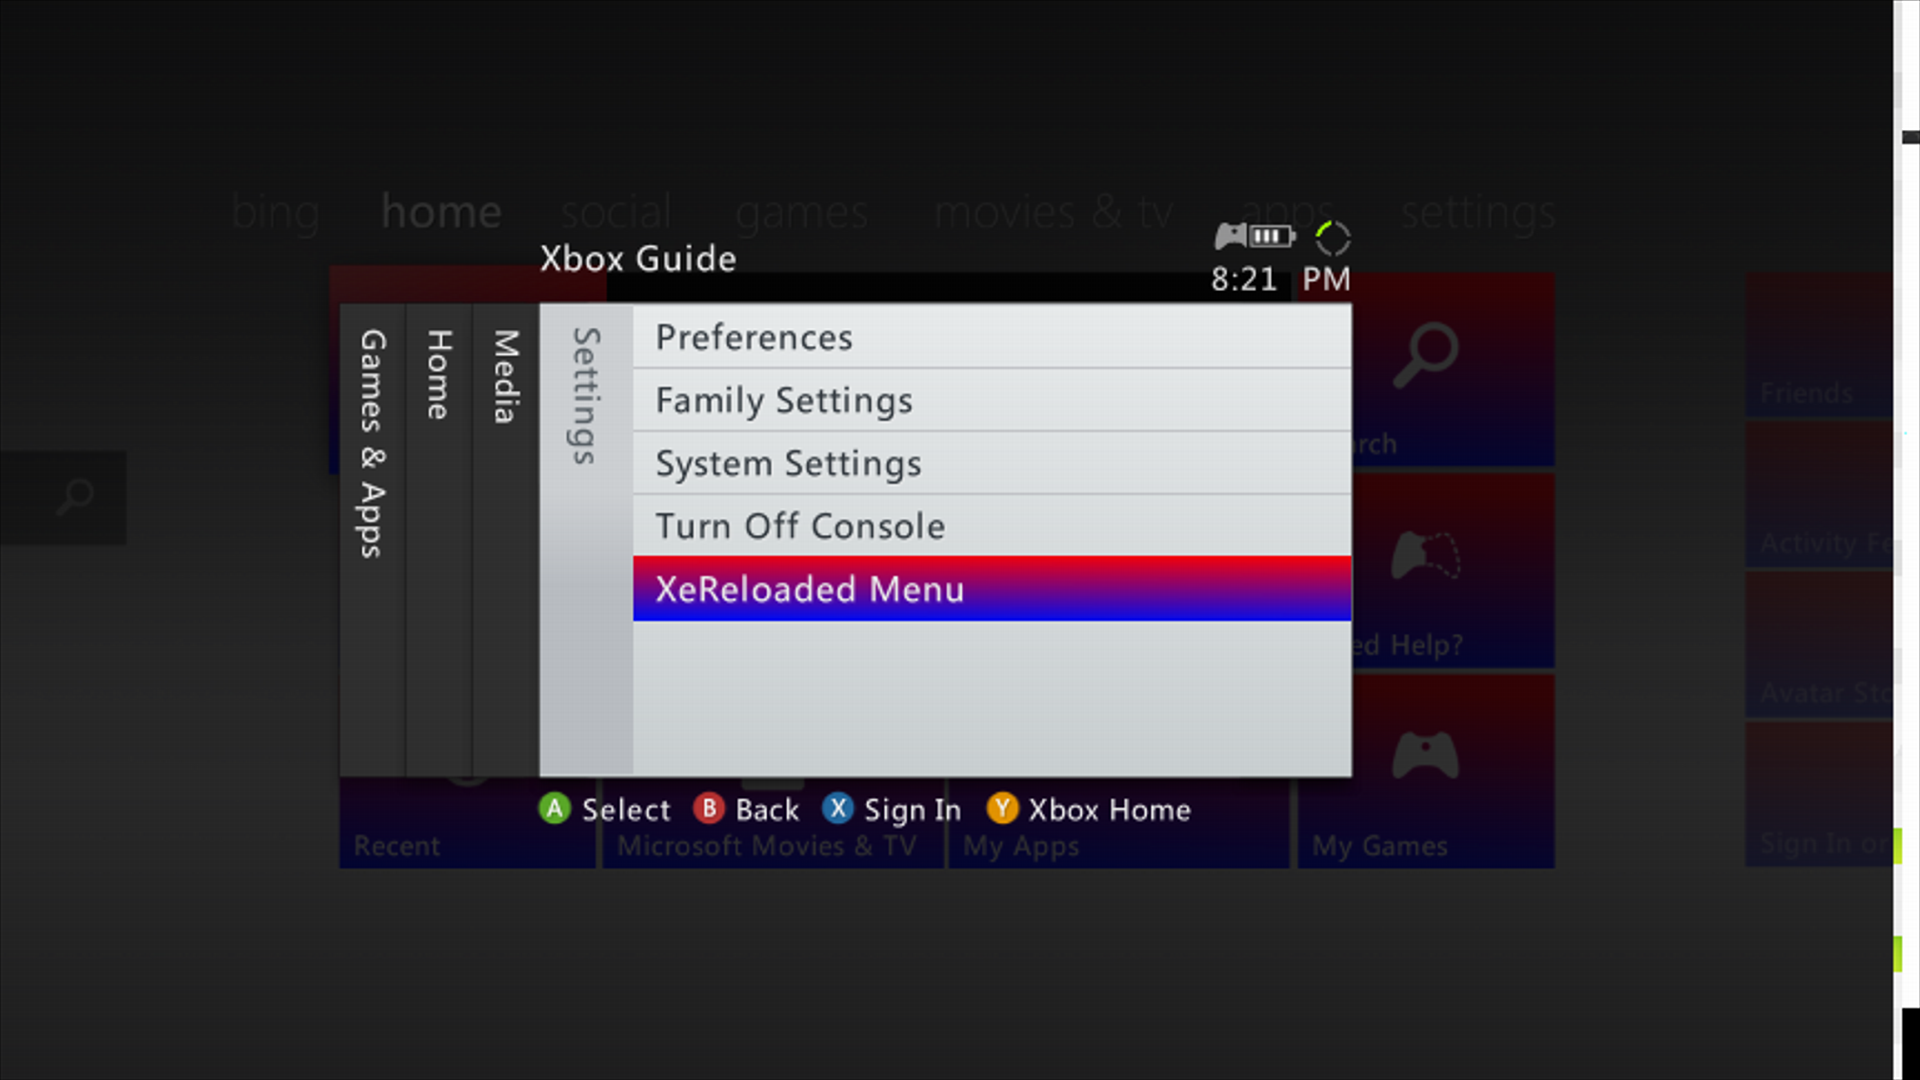 bing home social games movies & tv apps settings
Xbox Guide
8:21 PM
Games & Apps
Home
Media
Settings
Preferences
Family Settings
System Settings
Turn Off Console
XeReloaded Menu
A Select B Back X Sign In Y Xbox Home
rch
ed Help?
Recent
Microsoft Movies & TV
My Apps
My Games
Friends
Activity Fe
Avatar Sto
Sign In or